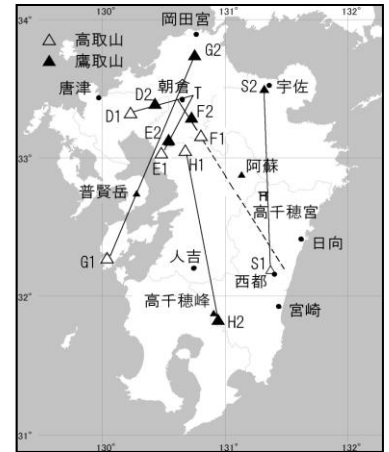 130° 131°
34°
岡田宮
△ 高取山
▲ 鷹取山
G2
唐津
朝倉
T
S2
宇佐
D2
D1
F2
E2
F1
33°
E1
H1
阿蘇
普賢岳
高千穂宮
日向
G1
人吉
S1
西都
32°
高千穂峰
H2
宮崎
31°
130° 131°